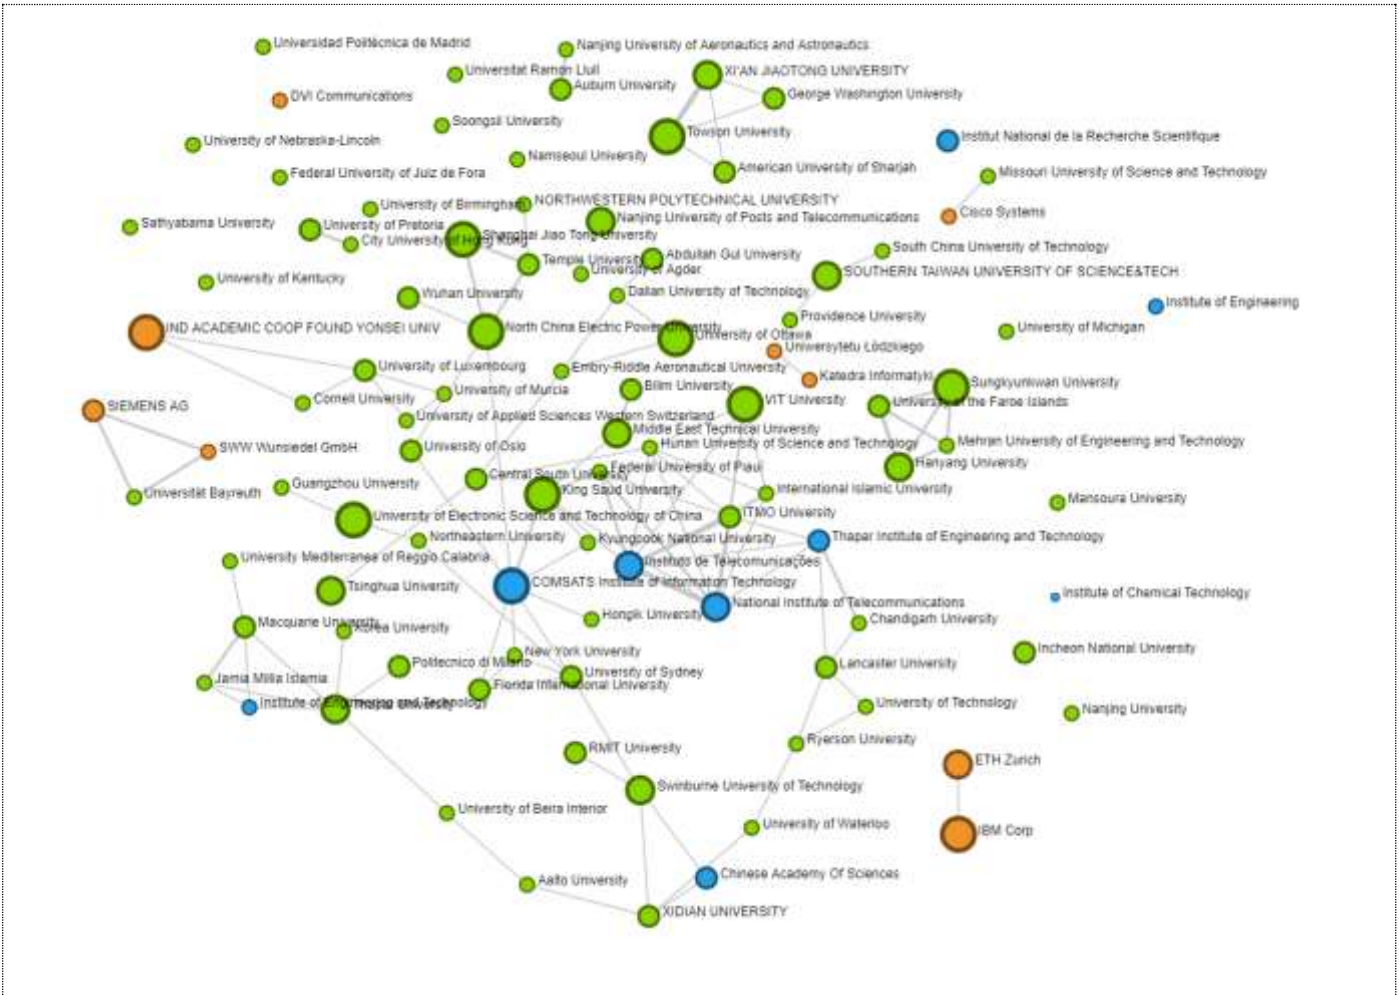 Universidad Politécnica de Madrid
Nanjing University of Aeronautics and Astronautics
Universitat Ramon Llull
XI'AN JIAOTONG UNIVERSITY
Auburn University
George Washington University
OVI Communications
Soongsil University
Towson University
Institut National de la Recherche Scientifique
University of Nebraska-Lincoln
Namseoul University
American University of Sharjah
Federal University of Juiz de Fora
Missouri University of Science and Technology
NORTHWESTERN POLYTECHNICAL UNIVERSITY
University of Birmingham
Cisco Systems
Nanjing University of Posts and Telecommunications
Sathyabama University
University of Pretoria
Shanghai Jiao Tong University
City University of Hong Kong
South China University of Technology
Abdullah Gul University
Temple University
University of Agder
SOUTHERN TAIWAN UNIVERSITY OF SCIENCE&TECH
University of Kentucky
Wuhan University
Dalian University of Technology
Institute of Engineering
Providence University
IND ACADEMIC COOP FOUND YONSEI UNIV
North China Electric Power University
University of Michigan
University of Ottawa
Uniwersytetu Łódzkiego
University of Luxembourg
Embry-Riddle Aeronautical University
Katedra Informatyki
Sungkyunkwan University
Bilim University
University of Murcia
Cornell University
VIT University
University of the Faroe Islands
SIEMENS AG
University of Applied Sciences Western Switzerland
Middle East Technical University
SWW Wunsiedel GmbH
University of Oslo
Hunan University of Science and Technology
Mehran University of Engineering and Technology
Hanyang University
Federal University of Piauí
Central South University
Guangzhou University
King Saud University
International Islamic University
Universität Bayreuth
Mansoura University
University of Electronic Science and Technology of China
ITMO University
Northeastern University
Kyungpook National University
Thapar Institute of Engineering and Technology
University Mediterranea of Reggio Calabria
Instituto de Telecomunicações
Tsinghua University
COMSATS Institute of Information Technology
Institute of Chemical Technology
National Institute of Telecommunications
Hongik University
Chandigarh University
Macquarie University
Korea University
New York University
Incheon National University
Politecnico di Milano
Lancaster University
University of Sydney
Jamia Millia Islamia
Florida International University
Institute of Engineering and Technology
University
University of Technology
Nanjing University
Ryerson University
RMIT University
ETH Zurich
Swinburne University of Technology
University of Beira Interior
University of Waterloo
IBM Corp
Chinese Academy Of Sciences
Aalto University
XIDIAN UNIVERSITY